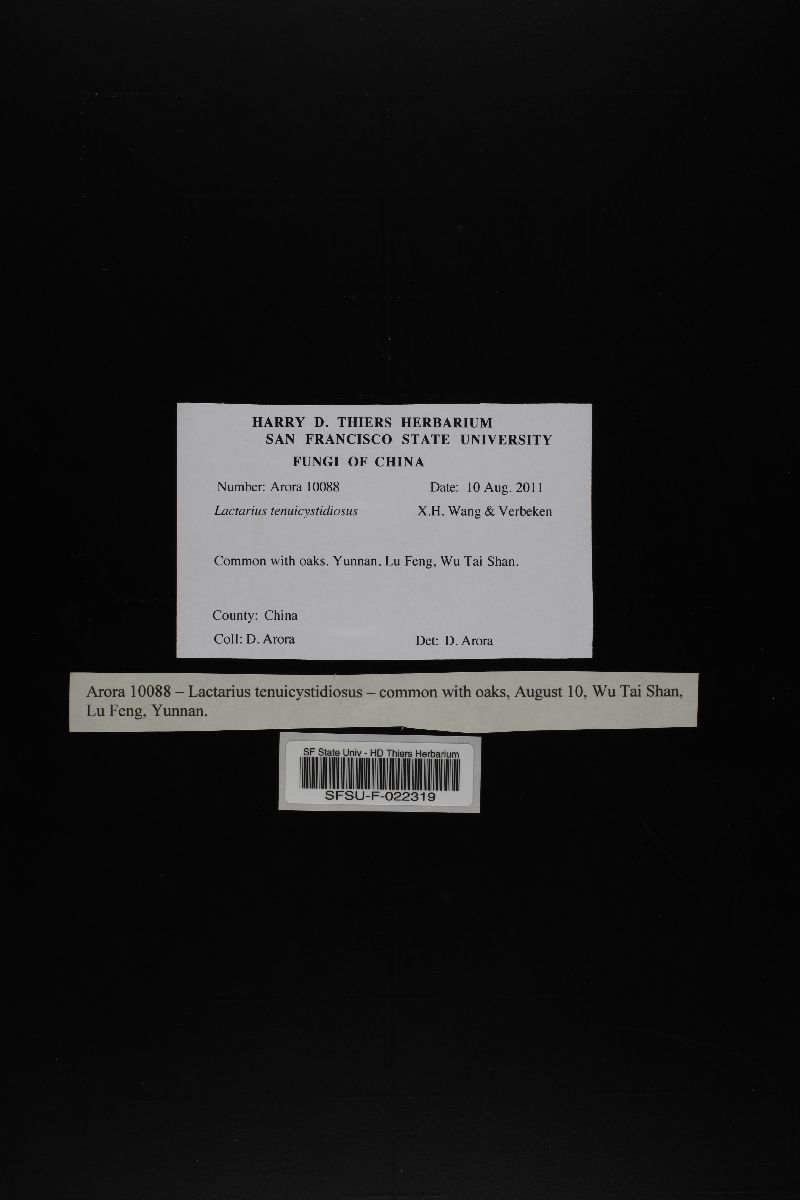 HARRY D. THIERS HERBARIUM
SAN FRANCISCO STATE UNIVERSITY
FUNGI OF CHINA
Number: Arora 10088 Date: 10 Aug. 2011
Lactarius tenuicystidiosus X.H. Wang & Verbeken
Common with oaks. Yunnan, Lu Feng, Wu Tai Shan.
County: China
Coll: D. Arora Det: D. Arora
Arora 10088 – Lactarius tenuicystidiosus – common with oaks, August 10, Wu Tai Shan,
Lu Feng, Yunnan.
SF State Univ - HD Thiers Herbarium
SFSU-F-022319